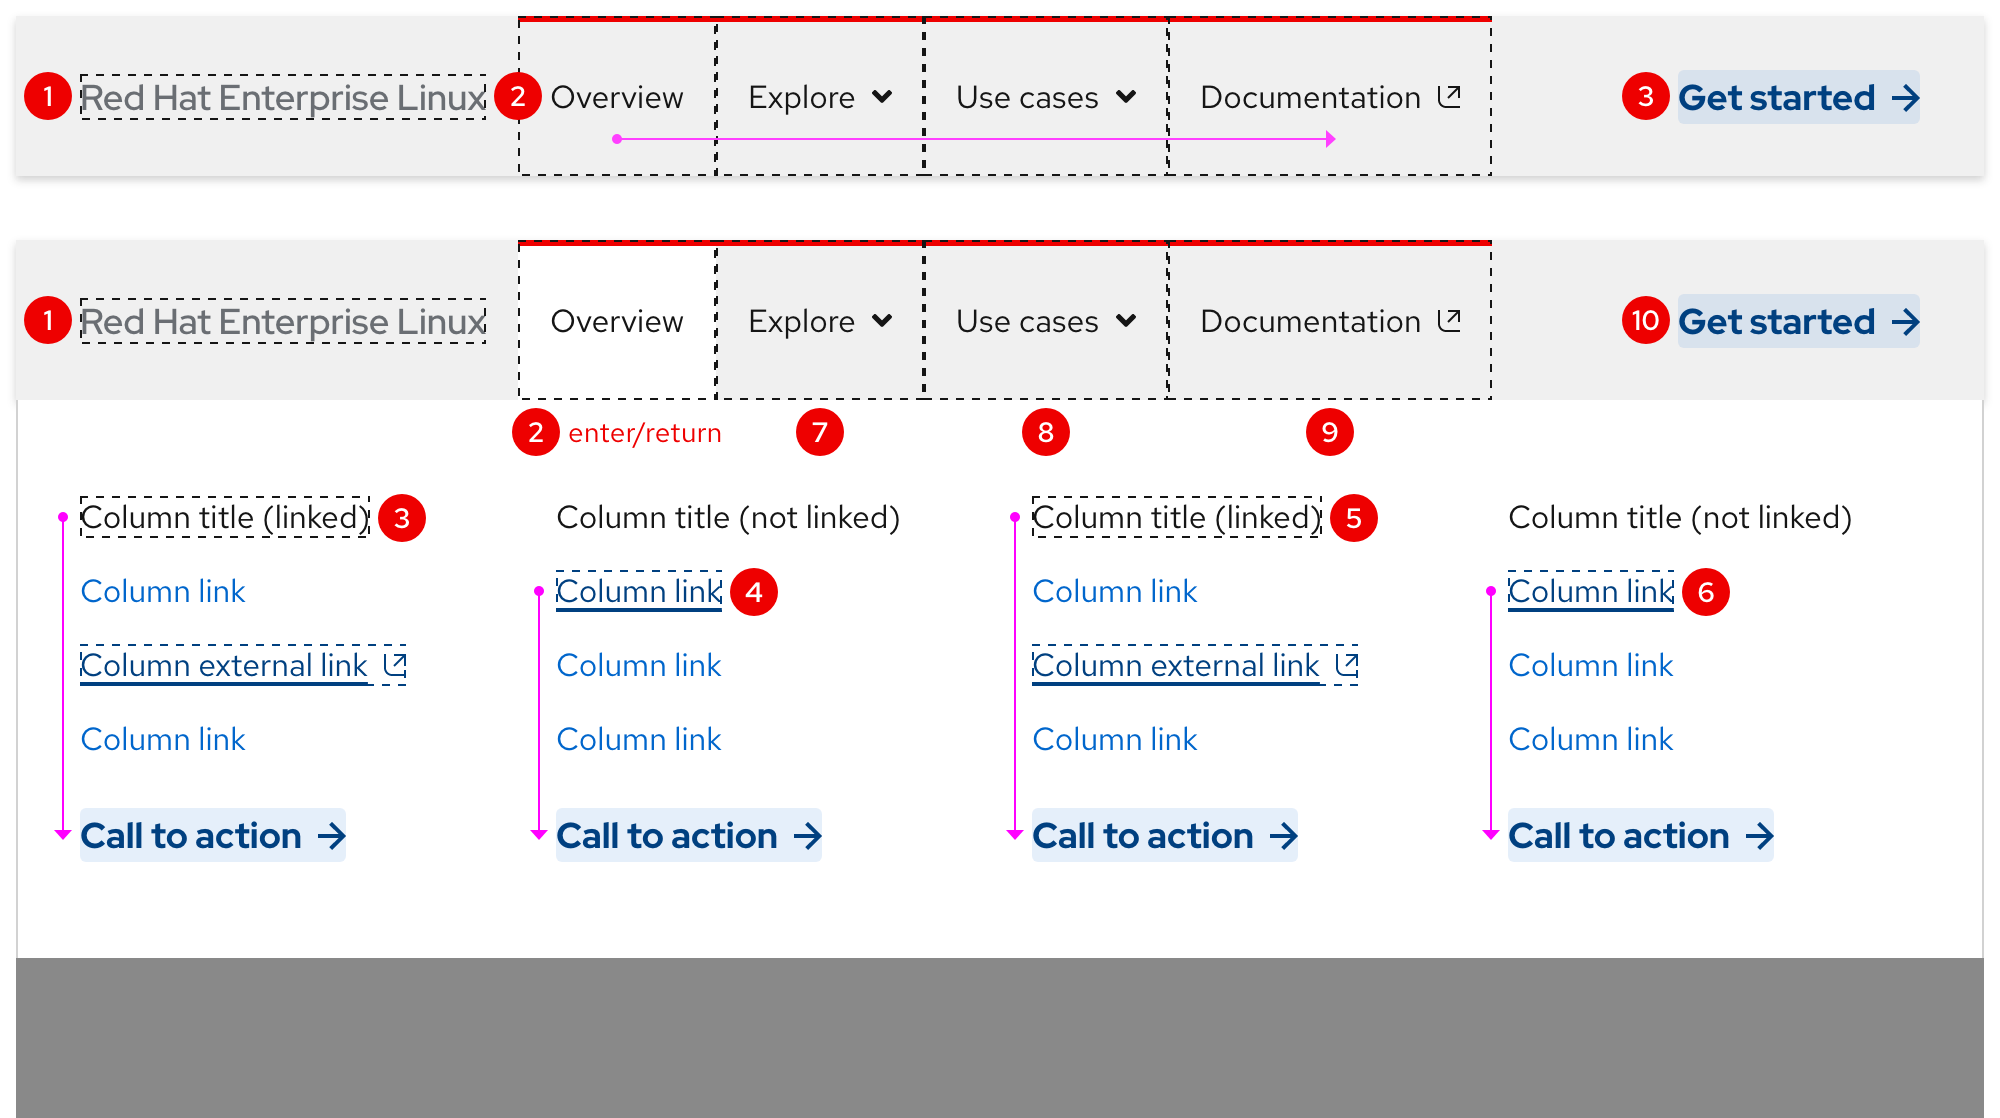 1 Red Hat Enterprise Linux 2 Overview Explore Use cases Documentation 3 Get started
1 Red Hat Enterprise Linux Overview Explore Use cases Documentation 10 Get started
2 enter/return 7 8 9
Column title (linked) 3 Column title (not linked) Column title (linked) 5 Column title (not linked)
Column link Column link 4 Column link Column link 6
Column external link Column link Column external link Column link
Column link Column link Column link Column link
Call to action Call to action Call to action Call to action